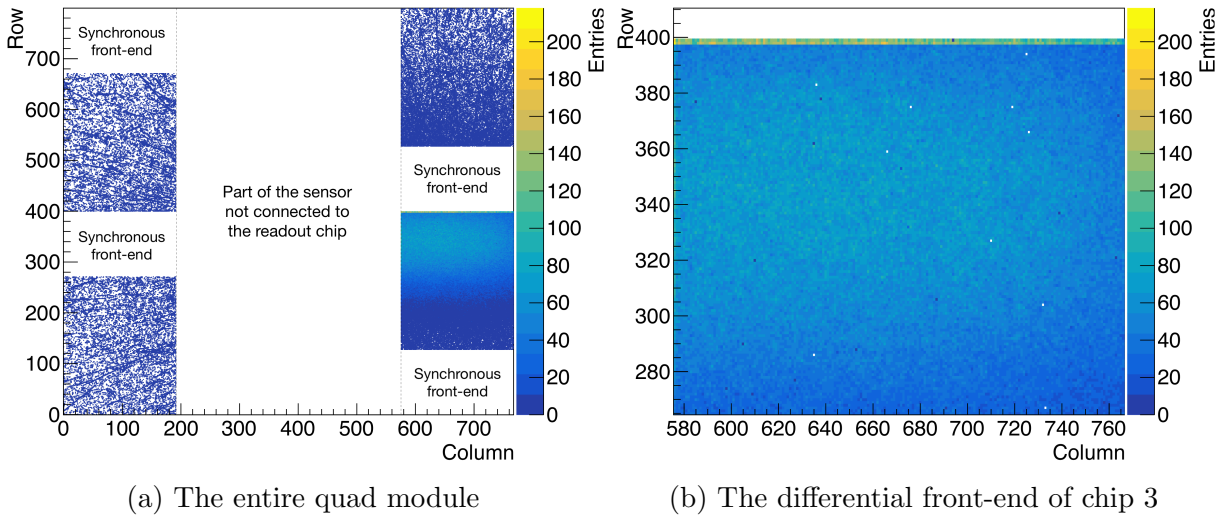 Row
Synchronous
front-end
Synchronous
front-end
Part of the sensor
not connected to
the readout chip
Synchronous
front-end
Synchronous
front-end
700
600
500
400
300
200
100
0
0 100 200 300 400 500 600 700
Column
Entries
200
180
160
140
120
100
80
60
40
20
0
(a) The entire quad module
Row
400
380
360
340
320
300
280
580 600 620 640 660 680 700 720 740 760
Column
Entries
200
180
160
140
120
100
80
60
40
20
0
(b) The differential front-end of chip 3